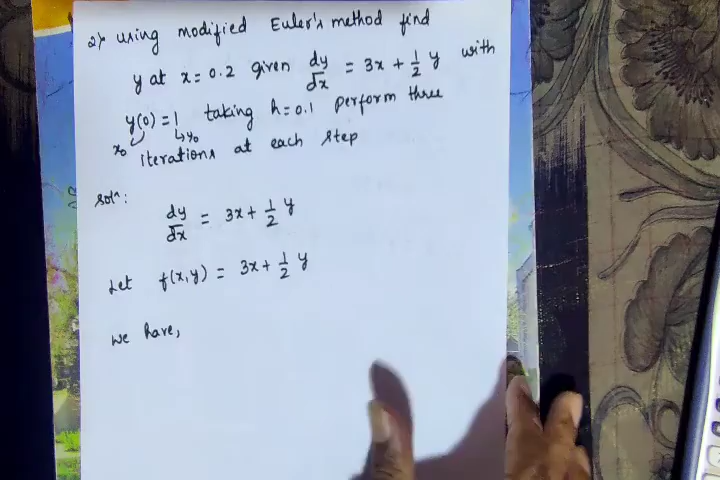 2) Using modified Euler's method find
y at x = 0.2 given dy/dx = 3x + 1/2 y with
y(0) = 1 taking h = 0.1 perform three
x₀ y₀
iterations at each step
solⁿ:
dy/dx = 3x + 1/2 y
Let f(x,y) = 3x + 1/2 y
we have,